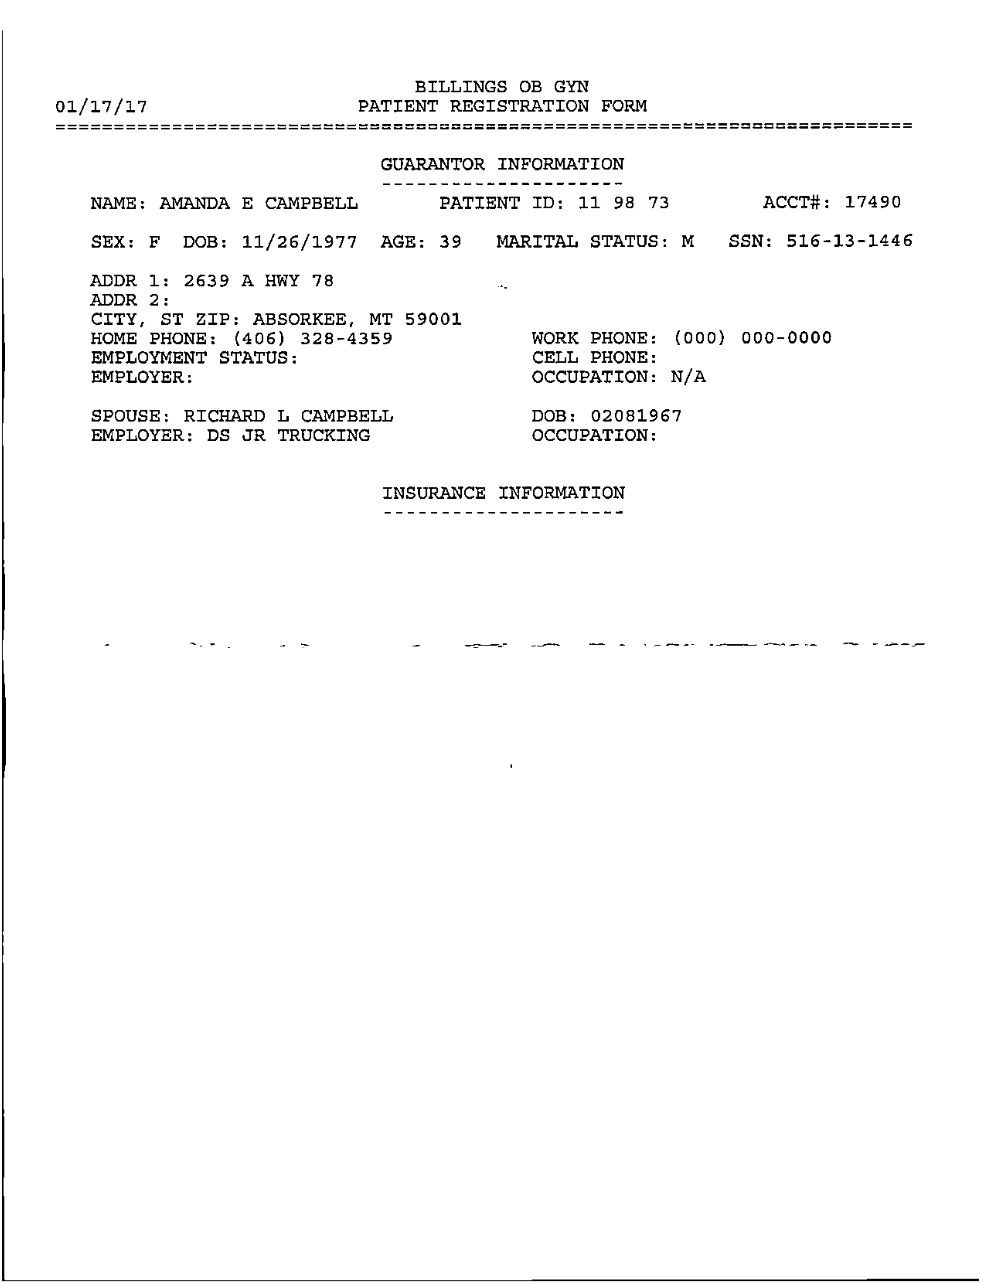 BILLINGS OB GYN
01/17/17 PATIENT REGISTRATION FORM
==========================================================================
GUARANTOR INFORMATION
---------------------
NAME: AMANDA E CAMPBELL PATIENT ID: 11 98 73 ACCT#: 17490
SEX: F DOB: 11/26/1977 AGE: 39 MARITAL STATUS: M SSN: 516-13-1446
ADDR 1: 2639 A HWY 78
ADDR 2:
CITY, ST ZIP: ABSORKEE, MT 59001
HOME PHONE: (406) 328-4359 WORK PHONE: (000) 000-0000
EMPLOYMENT STATUS: CELL PHONE:
EMPLOYER: OCCUPATION: N/A
SPOUSE: RICHARD L CAMPBELL DOB: 02081967
EMPLOYER: DS JR TRUCKING OCCUPATION:
INSURANCE INFORMATION
---------------------